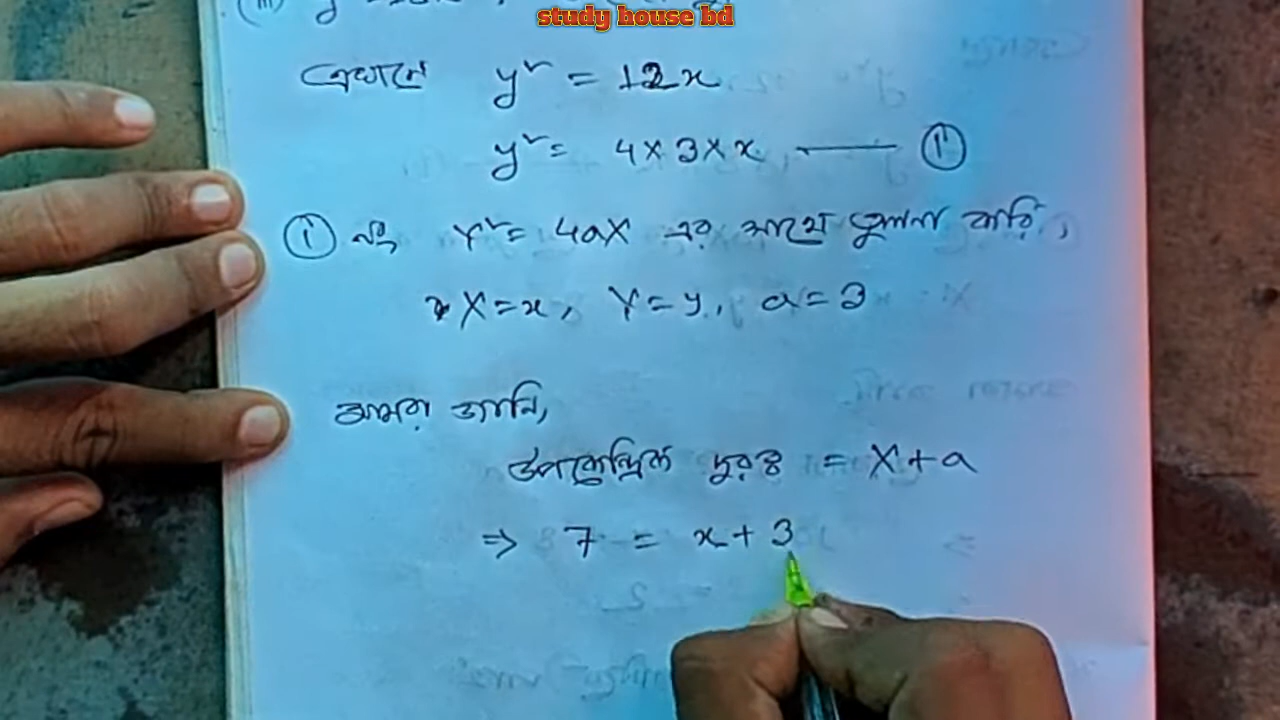 study house bd
(iii) y
এখানে y² = 12x
y² = 4×3×x, —— ①
① নং, Y² = 4aX এর সাথে তুলনা করি,
X = x, Y = y, a = 3
আমরা জানি,
উপকেন্দ্রিক দূরত্ব = X + a
⇒ 7 = x + 3